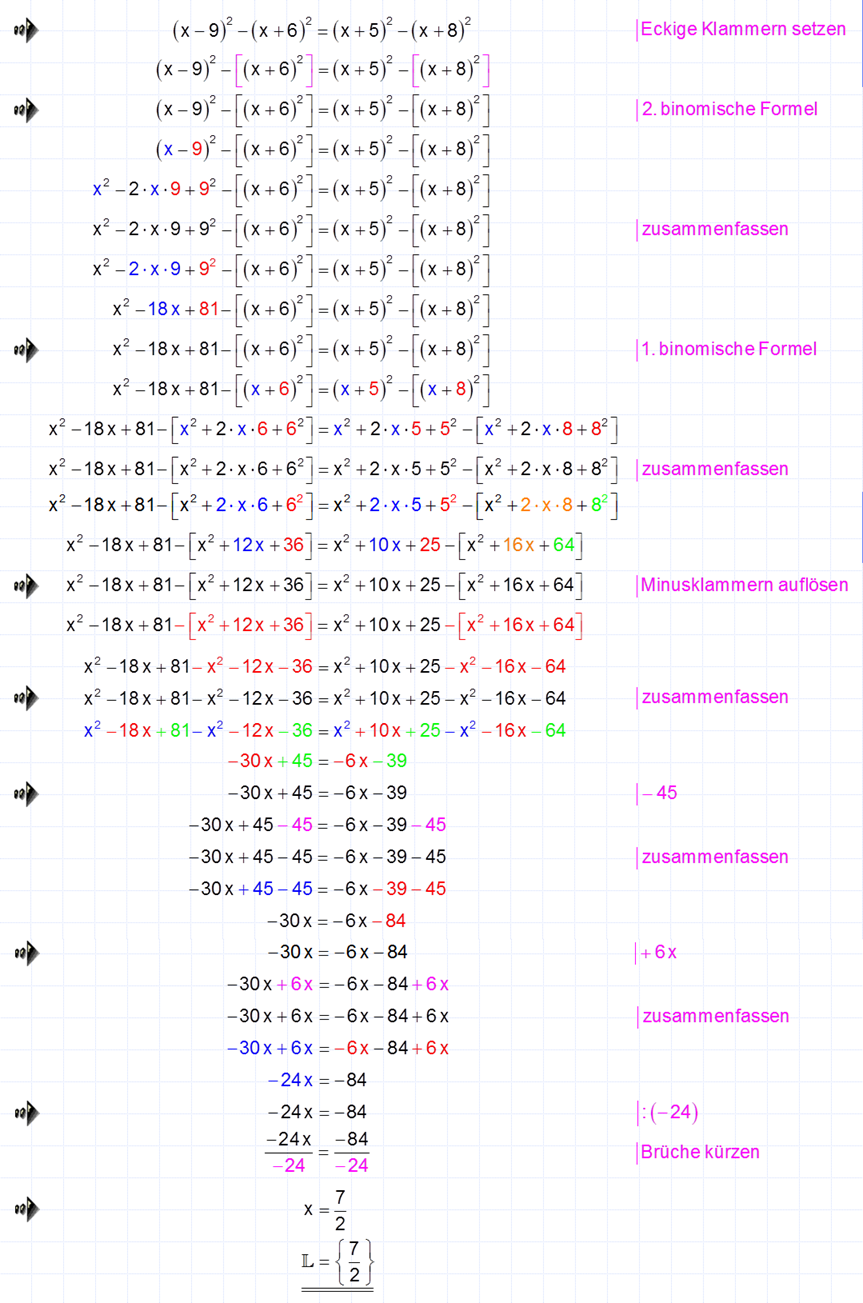 (x − 9)² − (x + 6)² = (x + 5)² − (x + 8)² |Eckige Klammern setzen
(x − 9)² − [(x + 6)²] = (x + 5)² − [(x + 8)²]
(x − 9)² − [(x + 6)²] = (x + 5)² − [(x + 8)²] |2. binomische Formel
(x − 9)² − [(x + 6)²] = (x + 5)² − [(x + 8)²]
x² − 2 · x · 9 + 9² − [(x + 6)²] = (x + 5)² − [(x + 8)²]
x² − 2 · x · 9 + 9² − [(x + 6)²] = (x + 5)² − [(x + 8)²] |zusammenfassen
x² − 2 · x · 9 + 9² − [(x + 6)²] = (x + 5)² − [(x + 8)²]
x² − 18x + 81 − [(x + 6)²] = (x + 5)² − [(x + 8)²]
x² − 18x + 81 − [(x + 6)²] = (x + 5)² − [(x + 8)²] |1. binomische Formel
x² − 18x + 81 − [(x + 6)²] = (x + 5)² − [(x + 8)²]
x² − 18x + 81 − [x² + 2 · x · 6 + 6²] = x² + 2 · x · 5 + 5² − [x² + 2 · x · 8 + 8²]
x² − 18x + 81 − [x² + 2 · x · 6 + 6²] = x² + 2 · x · 5 + 5² − [x² + 2 · x · 8 + 8²] |zusammenfassen
x² − 18x + 81 − [x² + 2 · x · 6 + 6²] = x² + 2 · x · 5 + 5² − [x² + 2 · x · 8 + 8²]
x² − 18x + 81 − [x² + 12x + 36] = x² + 10x + 25 − [x² + 16x + 64]
x² − 18x + 81 − [x² + 12x + 36] = x² + 10x + 25 − [x² + 16x + 64] |Minusklammern auflösen
x² − 18x + 81 − [x² + 12x + 36] = x² + 10x + 25 − [x² + 16x + 64]
x² − 18x + 81 − x² − 12x − 36 = x² + 10x + 25 − x² − 16x − 64
x² − 18x + 81 − x² − 12x − 36 = x² + 10x + 25 − x² − 16x − 64 |zusammenfassen
x² − 18x + 81 − x² − 12x − 36 = x² + 10x + 25 − x² − 16x − 64
−30x + 45 = −6x − 39
−30x + 45 = −6x − 39 |− 45
−30x + 45 − 45 = −6x − 39 − 45
−30x + 45 − 45 = −6x − 39 − 45 |zusammenfassen
−30x + 45 − 45 = −6x − 39 − 45
−30x = −6x − 84
−30x = −6x − 84 |+ 6x
−30x + 6x = −6x − 84 + 6x
−30x + 6x = −6x − 84 + 6x |zusammenfassen
−30x + 6x = −6x − 84 + 6x
−24x = −84
−24x = −84 |: (−24)
−24x/−24 = −84/−24 |Brüche kürzen
x = 7/2
𝕃 = {7/2}